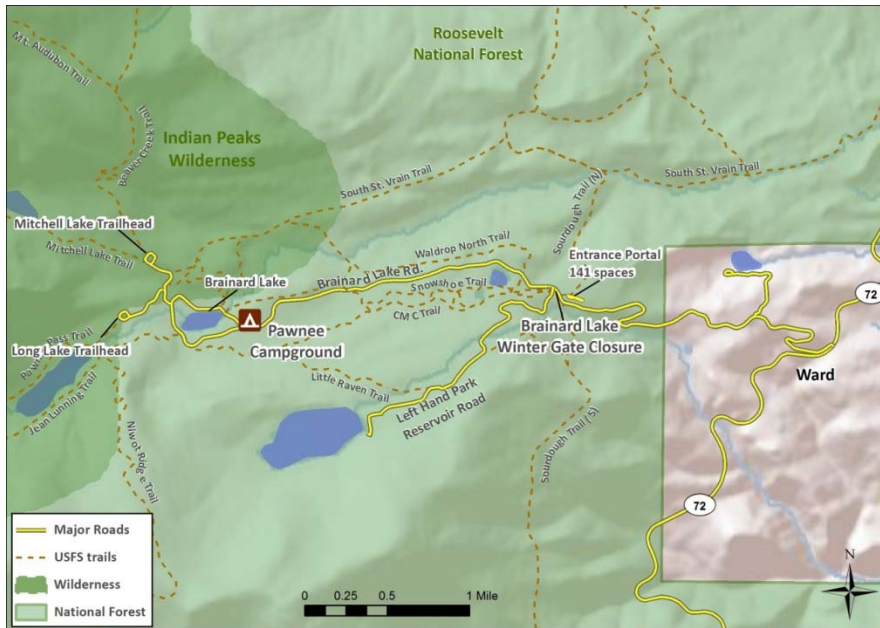 Mt. Audubon Trail
Roosevelt
National Forest
Beaver Creek Trail
Indian Peaks
Wilderness
South St. Vrain Trail
South St. Vrain Trail
Sourdough Trail (N)
Mitchell Lake Trailhead
Mitchell Lake Trail
Waldrop North Trail
Entrance Portal
141 spaces
Brainard Lake
Brainard Lake Rd.
Snowshoe Trail
72
Pass Trail
Long Lake Trailhead
CMC Trail
Pawnee
Campground
Brainard Lake
Winter Gate Closure
Ward
Jean Lunning Trail
Little Raven Trail
Left Hand Park
Reservoir Road
Niwot Ridge Trail
Sourdough Trail (S)
72
Major Roads
USFS trails
Wilderness
National Forest
0 0.25 0.5 1 Mile
N